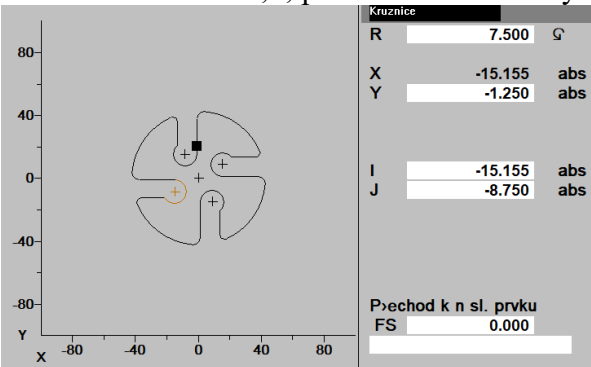 Kruznice
R 7.500
80
X -15.155 abs
Y -1.250 abs
40
0
I -15.155 abs
J -8.750 abs
-40
-80
P›echod k n sl. prvku
FS 0.000
Y
X -80 -40 0 40 80